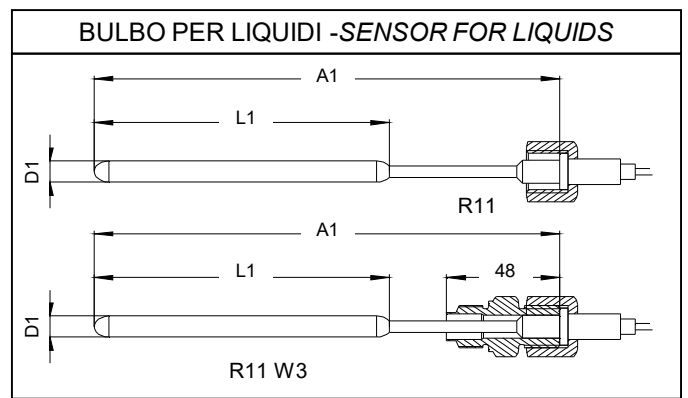 BULBO PER LIQUIDI -SENSOR FOR LIQUIDS
A1
L1
D1
R11
A1
L1
48
D1
R11 W3